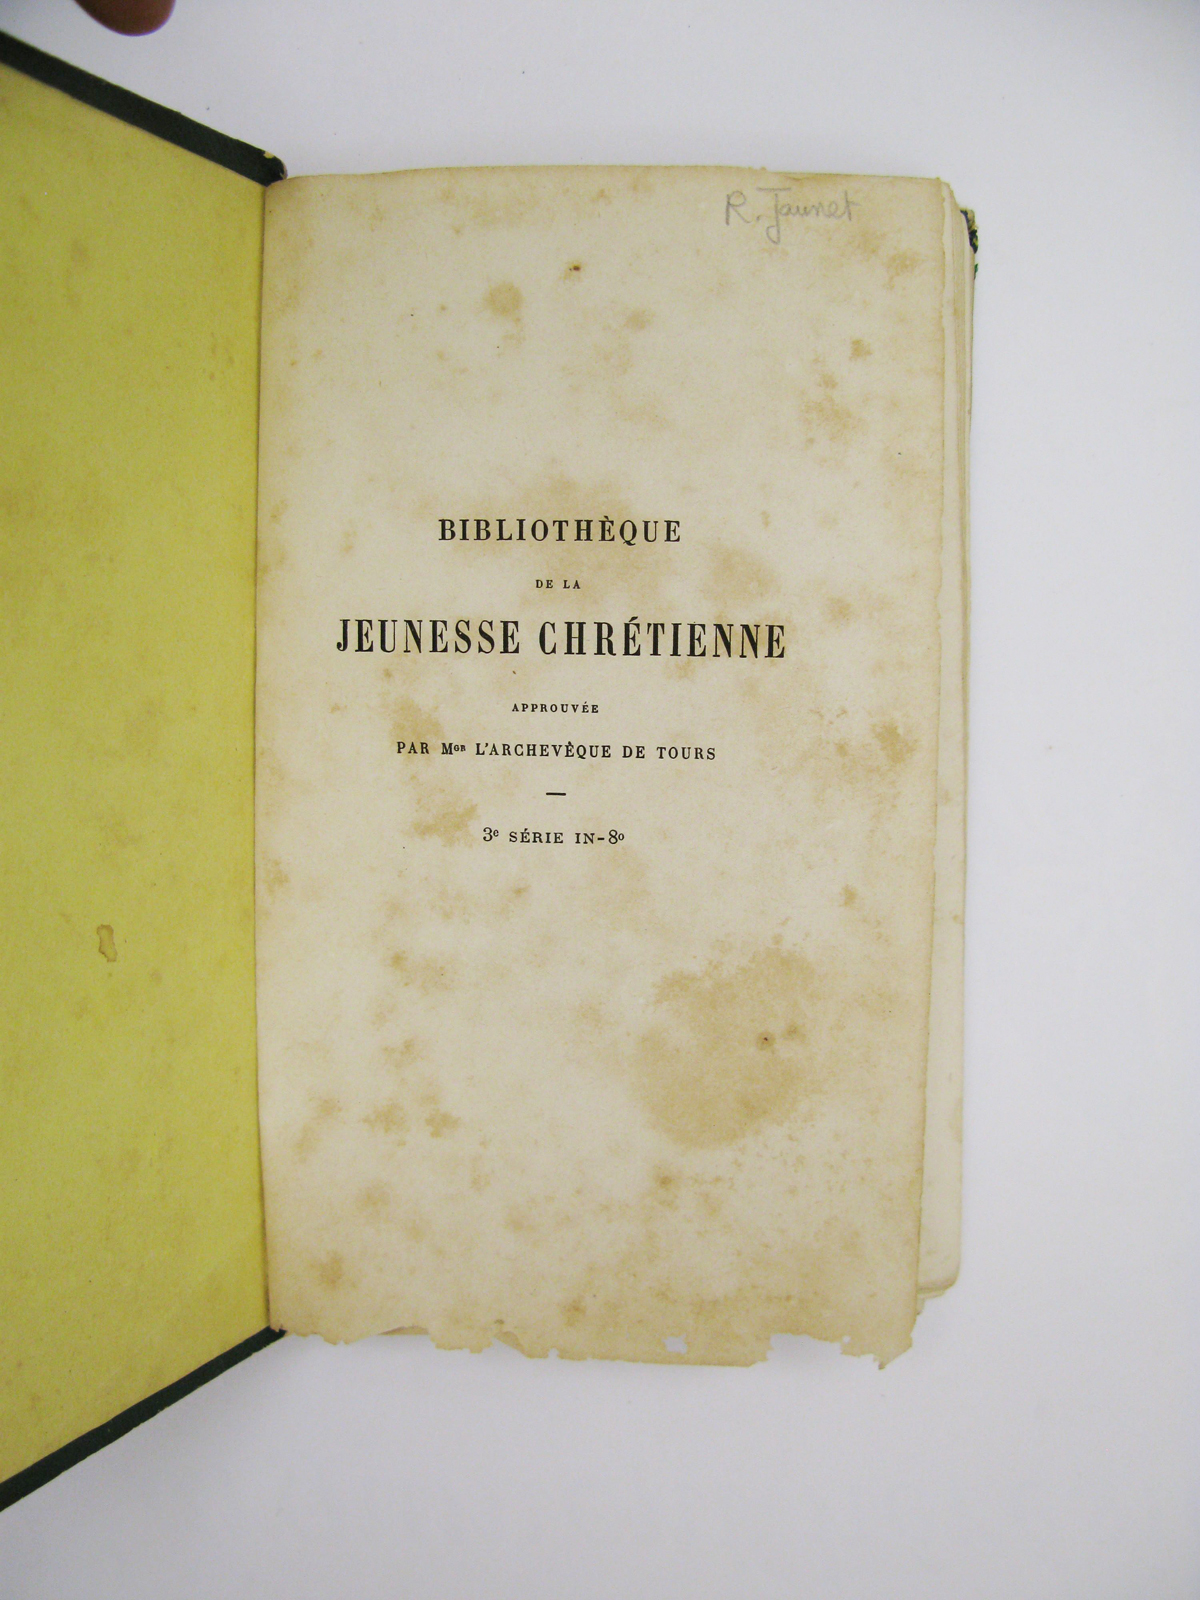 R. Jaunet
BIBLIOTHÈQUE
DE LA
JEUNESSE CHRÉTIENNE
APPROUVÉE
PAR Mgr L'ARCHEVÊQUE DE TOURS
—
3e SÉRIE IN-8o